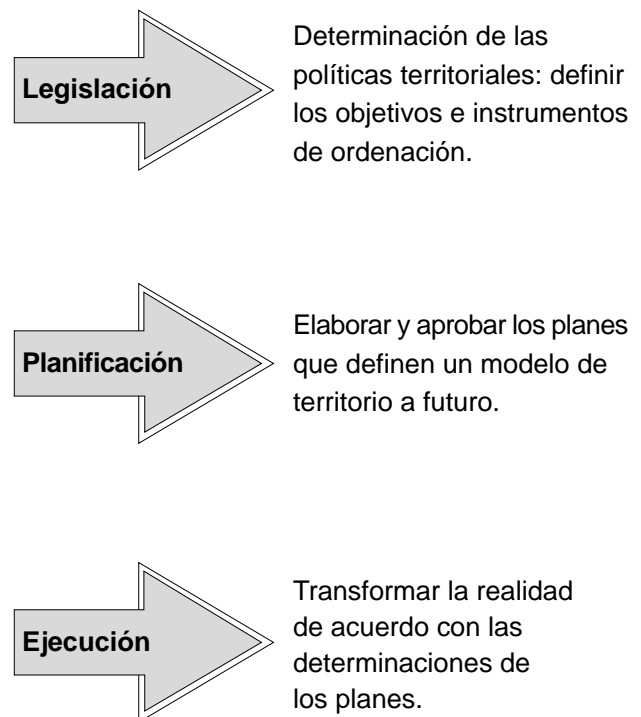 Legislación
Determinación de las
políticas territoriales: definir
los objetivos e instrumentos
de ordenación.
Planificación
Elaborar y aprobar los planes
que definen un modelo de
territorio a futuro.
Ejecución
Transformar la realidad
de acuerdo con las
determinaciones de
los planes.